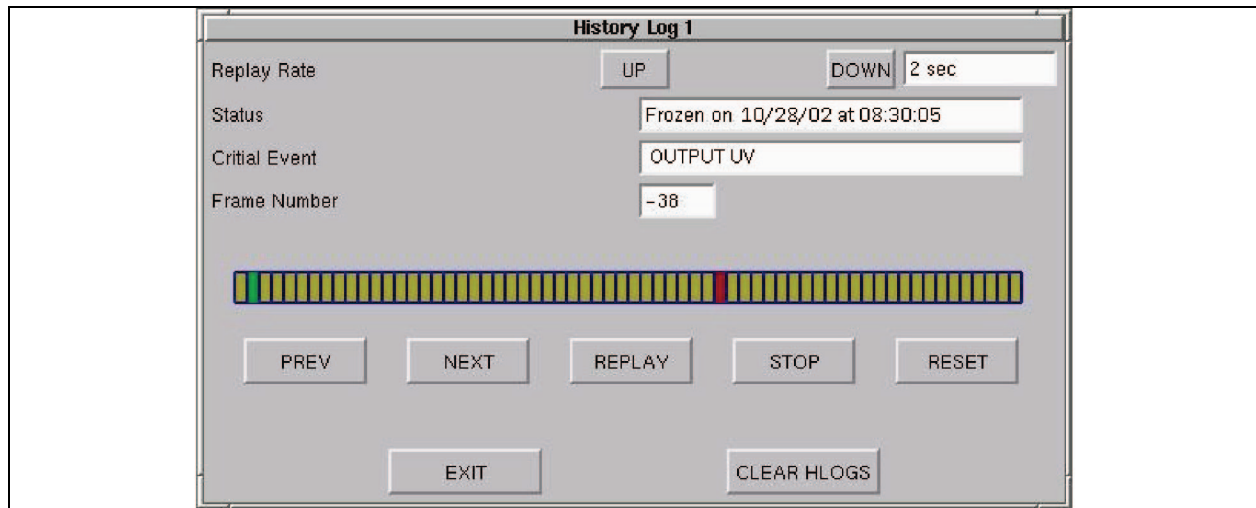 History Log 1
Replay Rate UP DOWN 2 sec
Status Frozen on 10/28/02 at 08:30:05
Critial Event OUTPUT UV
Frame Number -38
PREV NEXT REPLAY STOP RESET
EXIT CLEAR HLOGS